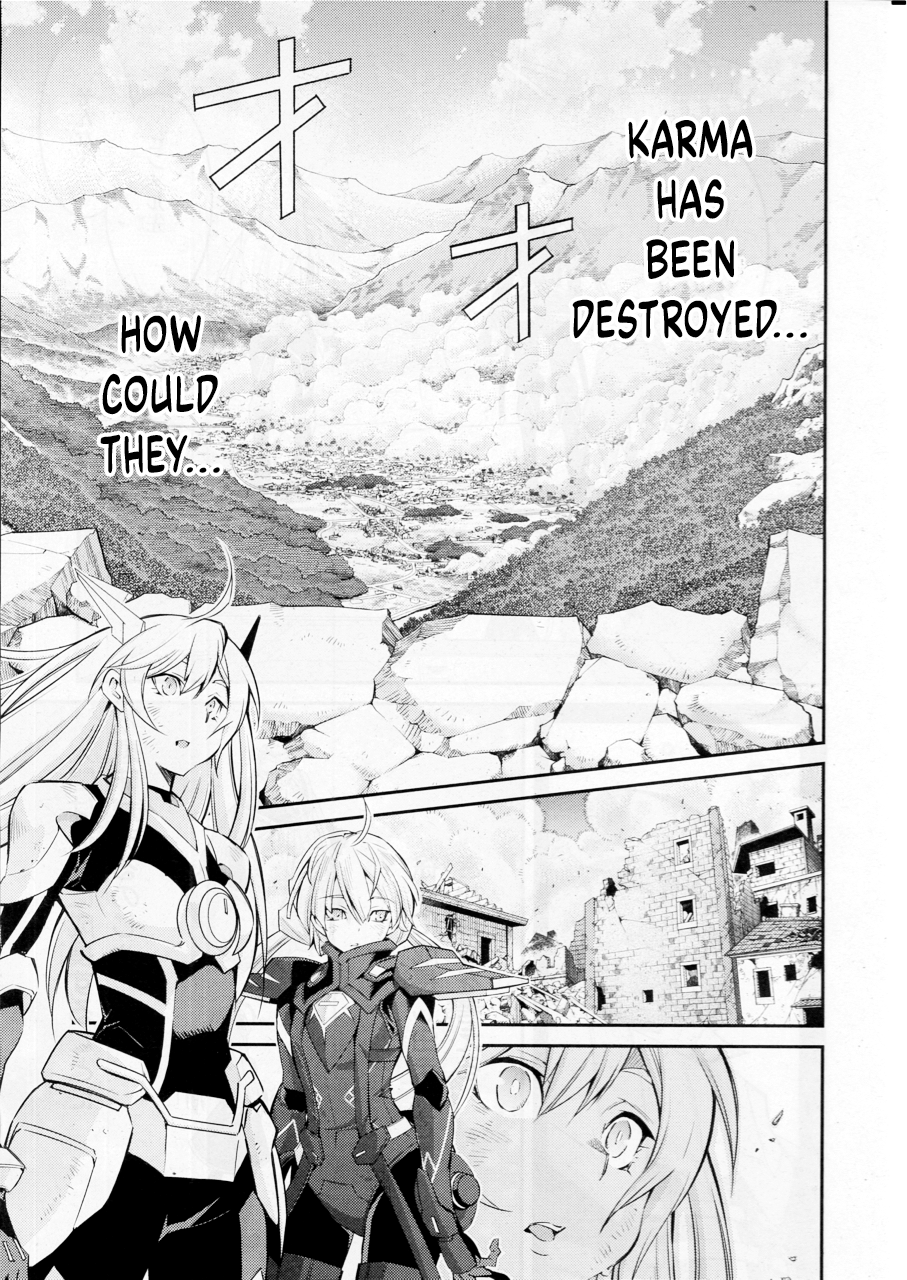 KARMA
HAS
BEEN
DESTROYED...
オ
オ
HOW
COULD
THEY...